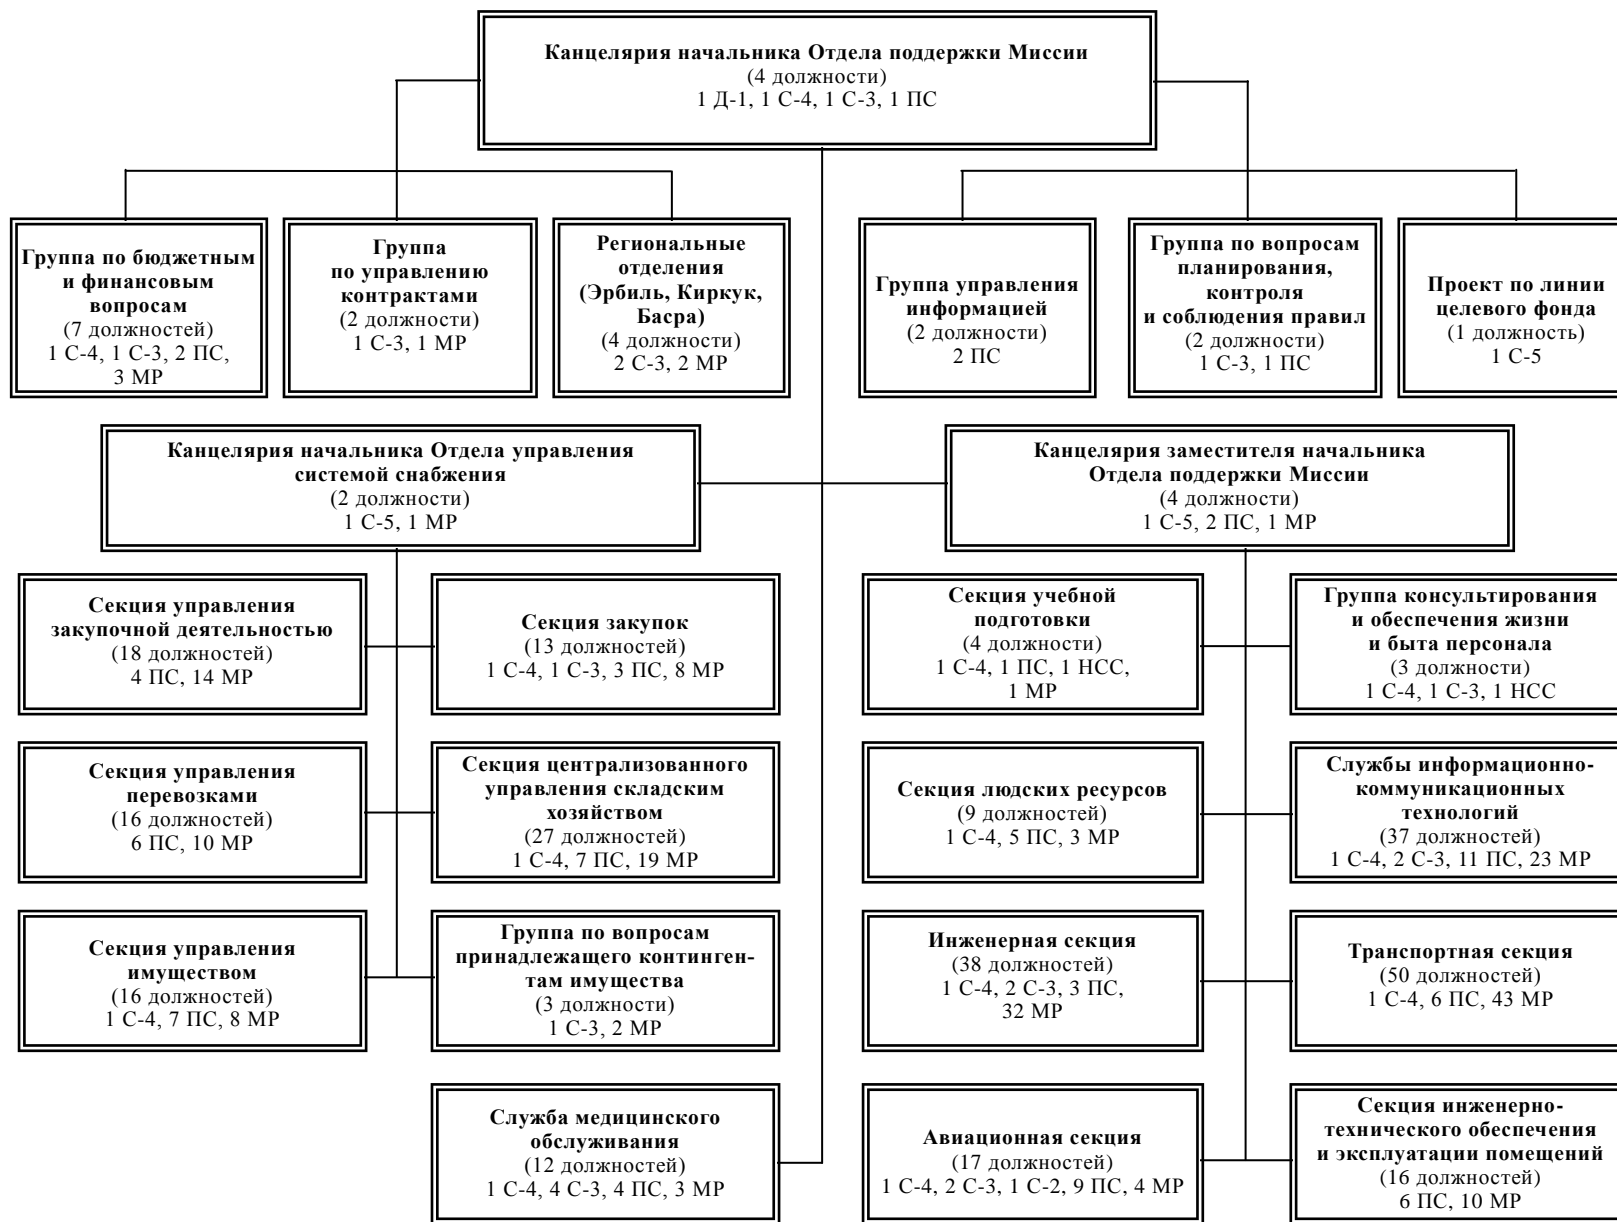 Канцелярия начальника Отдела поддержки Миссии
(4 должности)
1 Д-1, 1 С-4, 1 С-3, 1 ПС
Группа по бюджетным
и финансовым
вопросам
(7 должностей)
1 С-4, 1 С-3, 2 ПС,
3 МР
Группа
по управлению
контрактами
(2 должности)
1 С-3, 1 МР
Региональные
отделения
(Эрбиль, Киркук,
Басра)
(4 должности)
2 С-3, 2 МР
Группа управления
информацией
(2 должности)
2 ПС
Группа по вопросам
планирования,
контроля
и соблюдения правил
(2 должности)
1 С-3, 1 ПС
Проект по линии
целевого фонда
(1 должность)
1 С-5
Канцелярия начальника Отдела управления
системой снабжения
(2 должности)
1 С-5, 1 МР
Канцелярия заместителя начальника
Отдела поддержки Миссии
(4 должности)
1 С-5, 2 ПС, 1 МР
Секция управления
закупочной деятельностью
(18 должностей)
4 ПС, 14 МР
Секция закупок
(13 должностей)
1 С-4, 1 С-3, 3 ПС, 8 МР
Секция учебной
подготовки
(4 должности)
1 С-4, 1 ПС, 1 НСС,
1 МР
Группа консультирования
и обеспечения жизни
и быта персонала
(3 должности)
1 С-4, 1 С-3, 1 НСС
Секция управления
перевозками
(16 должностей)
6 ПС, 10 МР
Секция централизованного
управления складским
хозяйством
(27 должностей)
1 С-4, 7 ПС, 19 МР
Секция людских ресурсов
(9 должностей)
1 С-4, 5 ПС, 3 МР
Службы информационно-
коммуникационных
технологий
(37 должностей)
1 С-4, 2 С-3, 11 ПС, 23 МР
Секция управления
имуществом
(16 должностей)
1 С-4, 7 ПС, 8 МР
Группа по вопросам
принадлежащего континген-
там имущества
(3 должности)
1 С-3, 2 МР
Инженерная секция
(38 должностей)
1 С-4, 2 С-3, 3 ПС,
32 МР
Транспортная секция
(50 должностей)
1 С-4, 6 ПС, 43 МР
Служба медицинского
обслуживания
(12 должностей)
1 С-4, 4 С-3, 4 ПС, 3 МР
Авиационная секция
(17 должностей)
1 С-4, 2 С-3, 1 С-2, 9 ПС, 4 МР
Секция инженерно-
технического обеспечения
и эксплуатации помещений
(16 должностей)
6 ПС, 10 МР